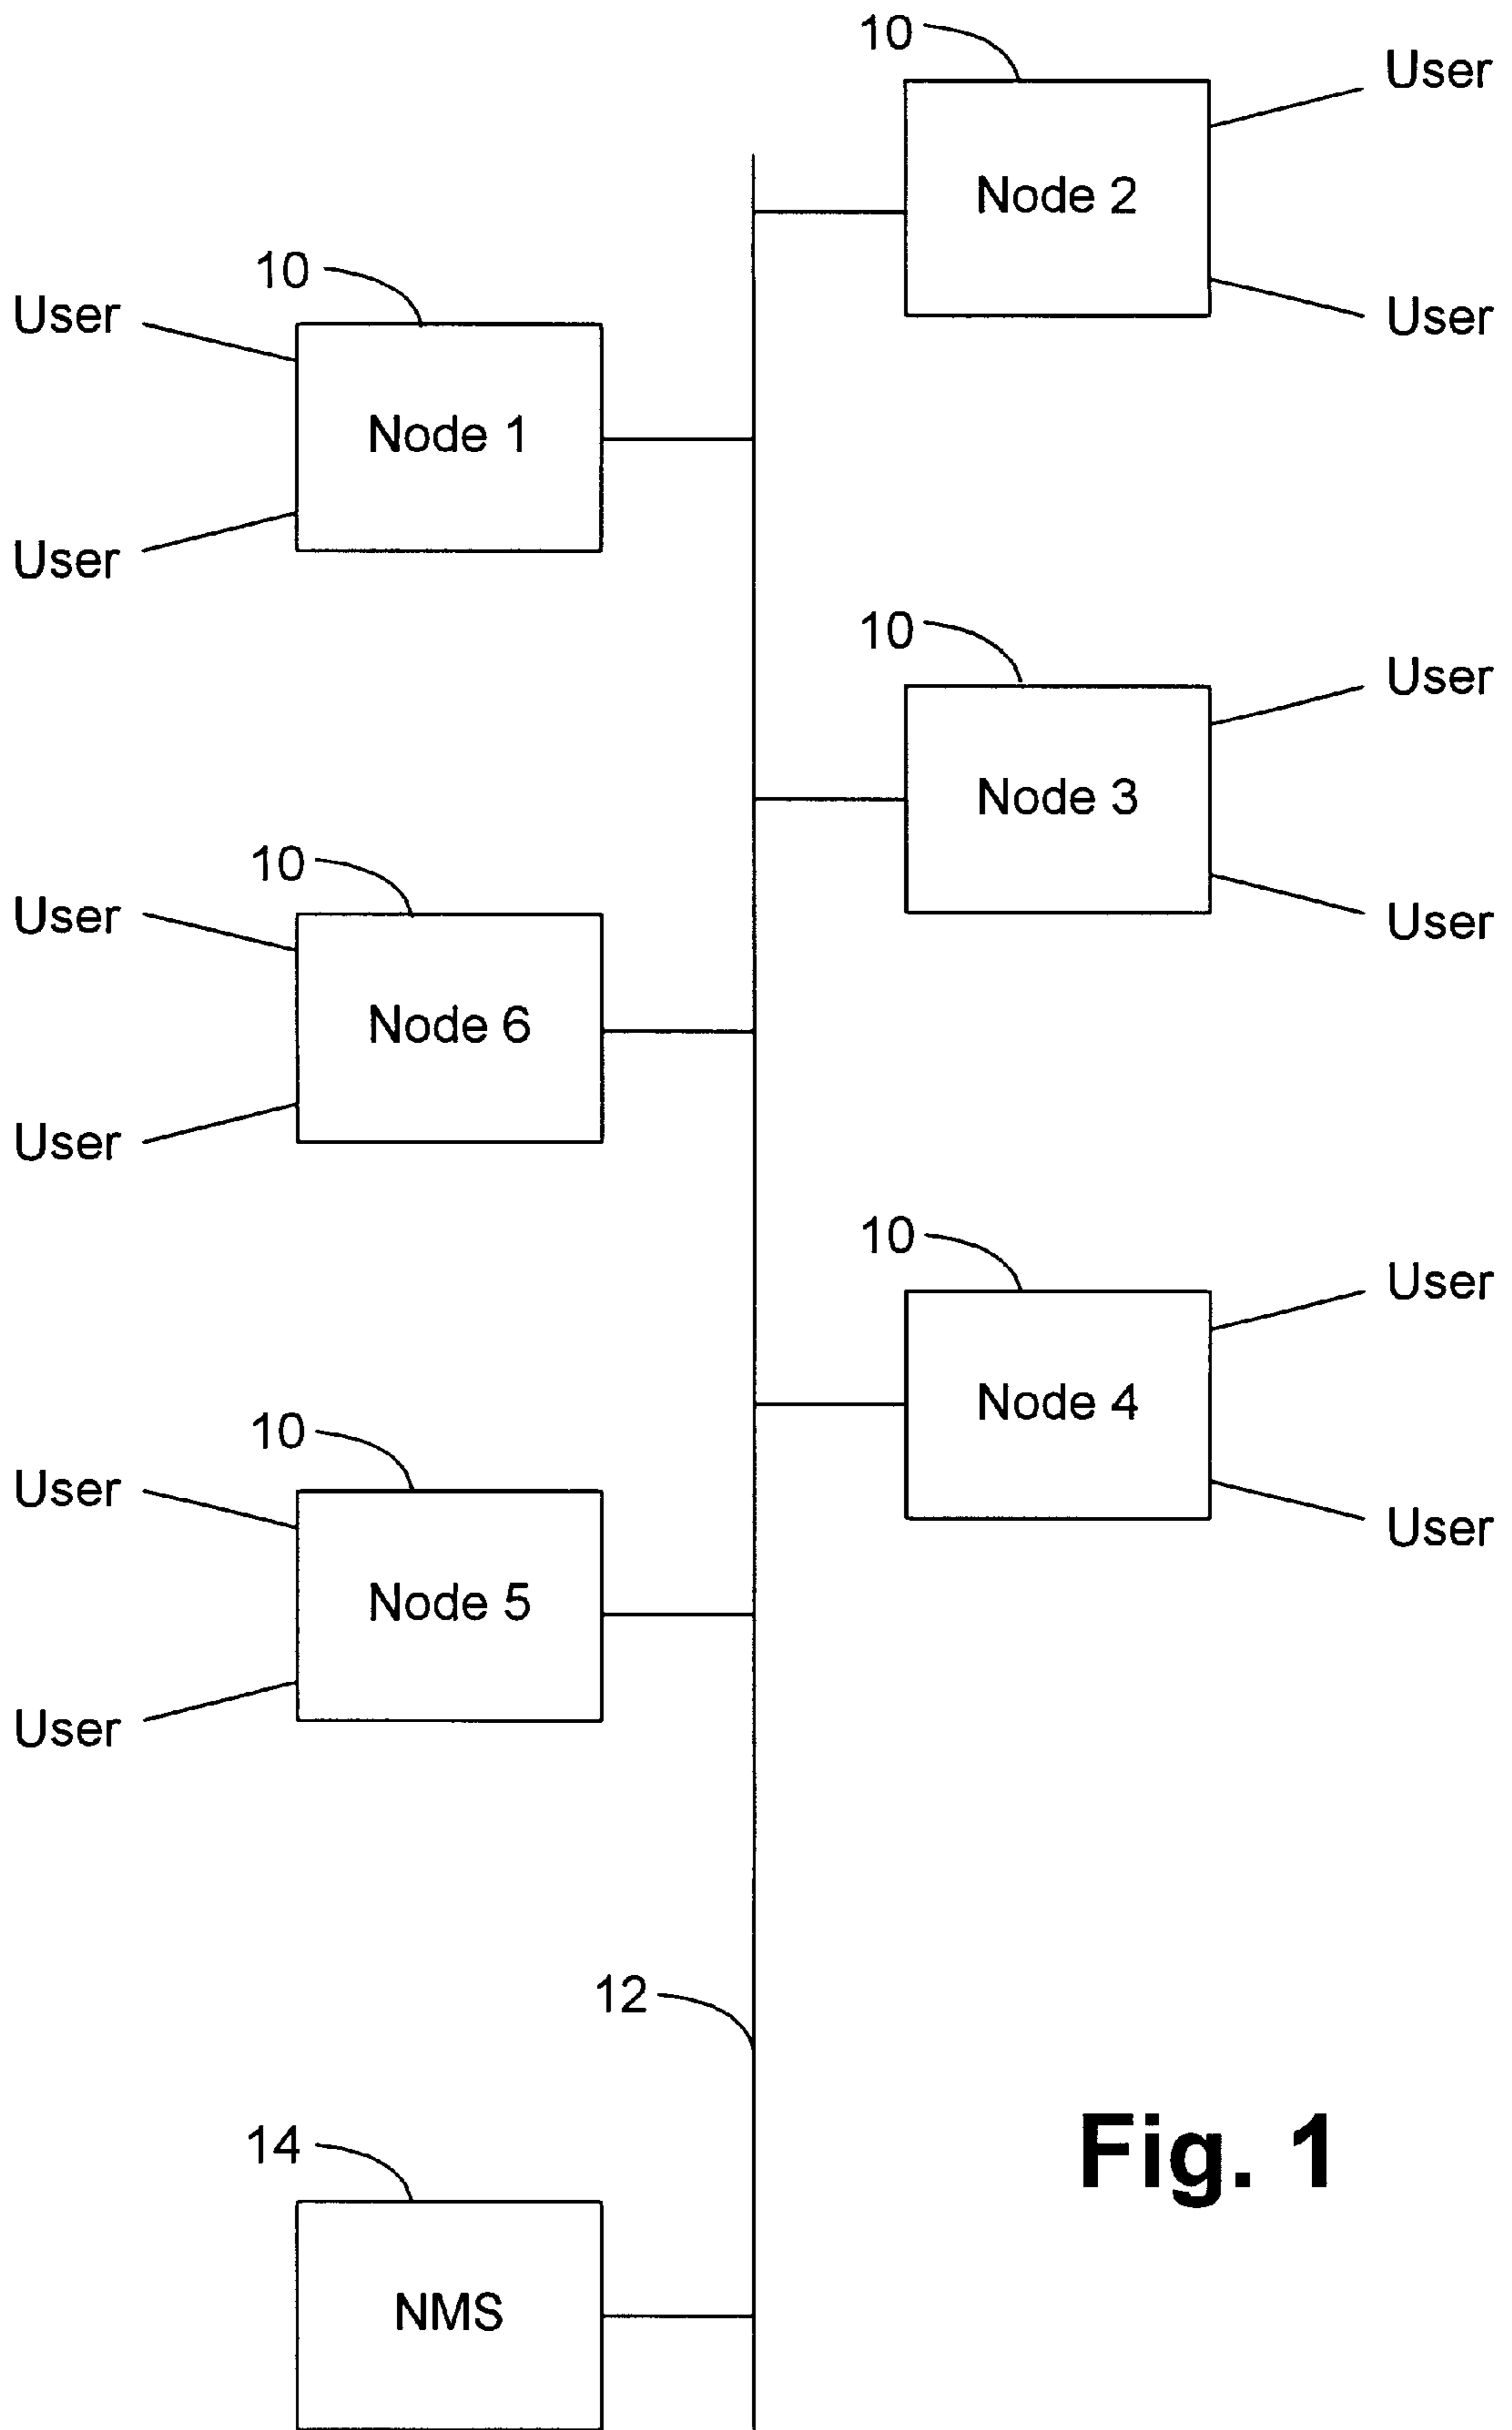 10
User
Node 2
User
10
User
Node 1
User
10
User
Node 3
User
10
User
Node 6
User
10
User
Node 4
User
10
User
Node 5
User
12
14
NMS
Fig. 1